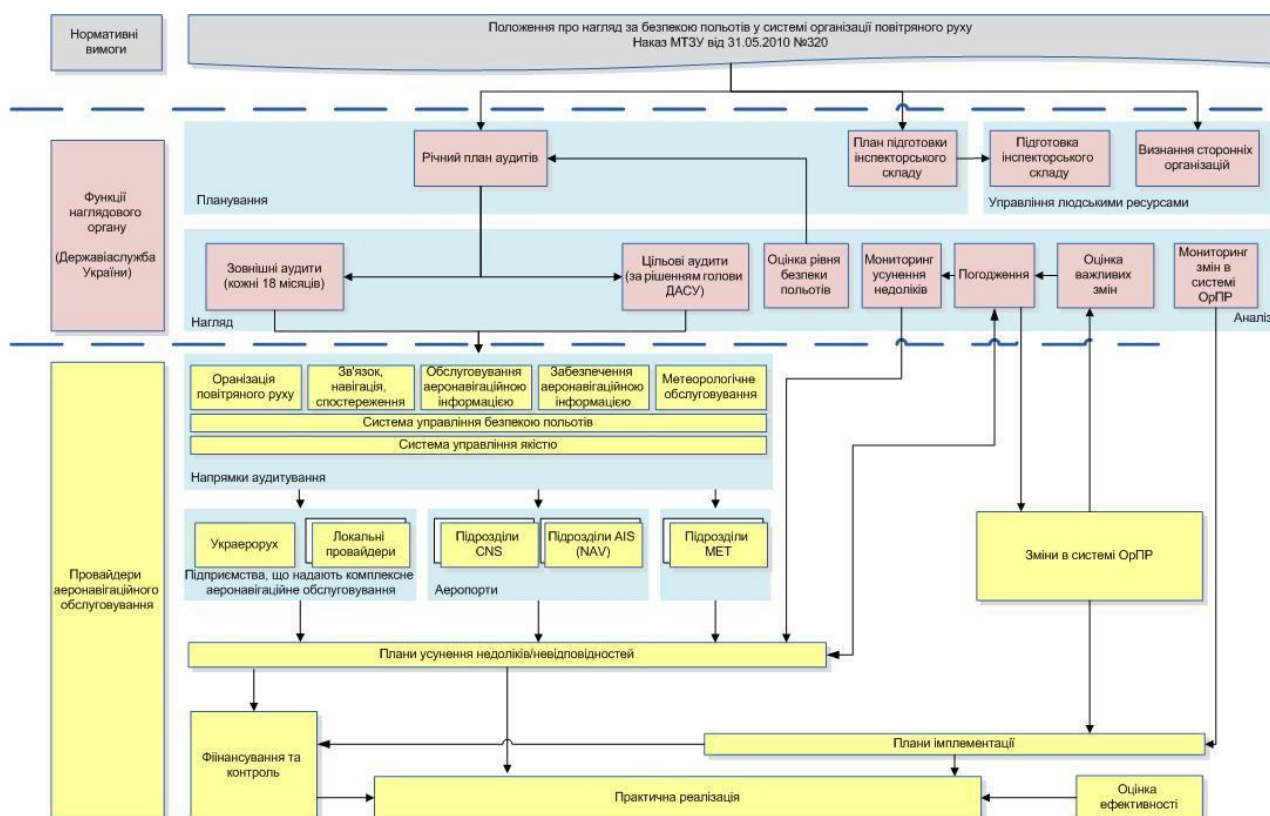 Нормативні
вимоги
Положення про нагляд за безпекою польотів у системі організації повітряного руху
Наказ МТЗУ від 31.05.2010 №320
Функції
наглядового
органу
(Державіаслужба
України)
Річний план аудитів
План підготовки
інспекторського
складу
Планування
Підготовка
інспекторського
складу
Визнання сторонніх
організацій
Управління людськими ресурсами
Зовнішні аудити
(кожні 18 місяців)
Цільові аудити
(за рішенням голови
ДАСУ)
Оцінка рівня
безпеки
польотів
Мониторинг
усунення
недоліків
Погодження
Оцінка
важливих
змін
Мониторинг
змін в
системі
ОрПР
Нагляд
Аналіз
Провайдери
аеронавігаційного
обслуговування
Оранізація
повітряного руху
Зв'язок,
навігація,
спостереження
Обслуговування
аеронавігаційною
інформацією
Забезпечення
аеронавігаційною
інформацією
Метеорологічне
обслуговування
Система управління безпекою польотів
Система управління якістю
Напрямки аудитування
Украерорух
Локальні
провайдери
Підприємства, що надають комплексне
аеронавігаційне обслуговування
Підрозділи
CNS
Підрозділи AIS
(NAV)
Аеропорти
Підрозділи
МЕТ
Зміни в системі ОрПР
Плани усунення недоліків/невідповідностей
Фіінансування та
контроль
Плани імплементації
Практична реалізація
Оцінка
ефективності